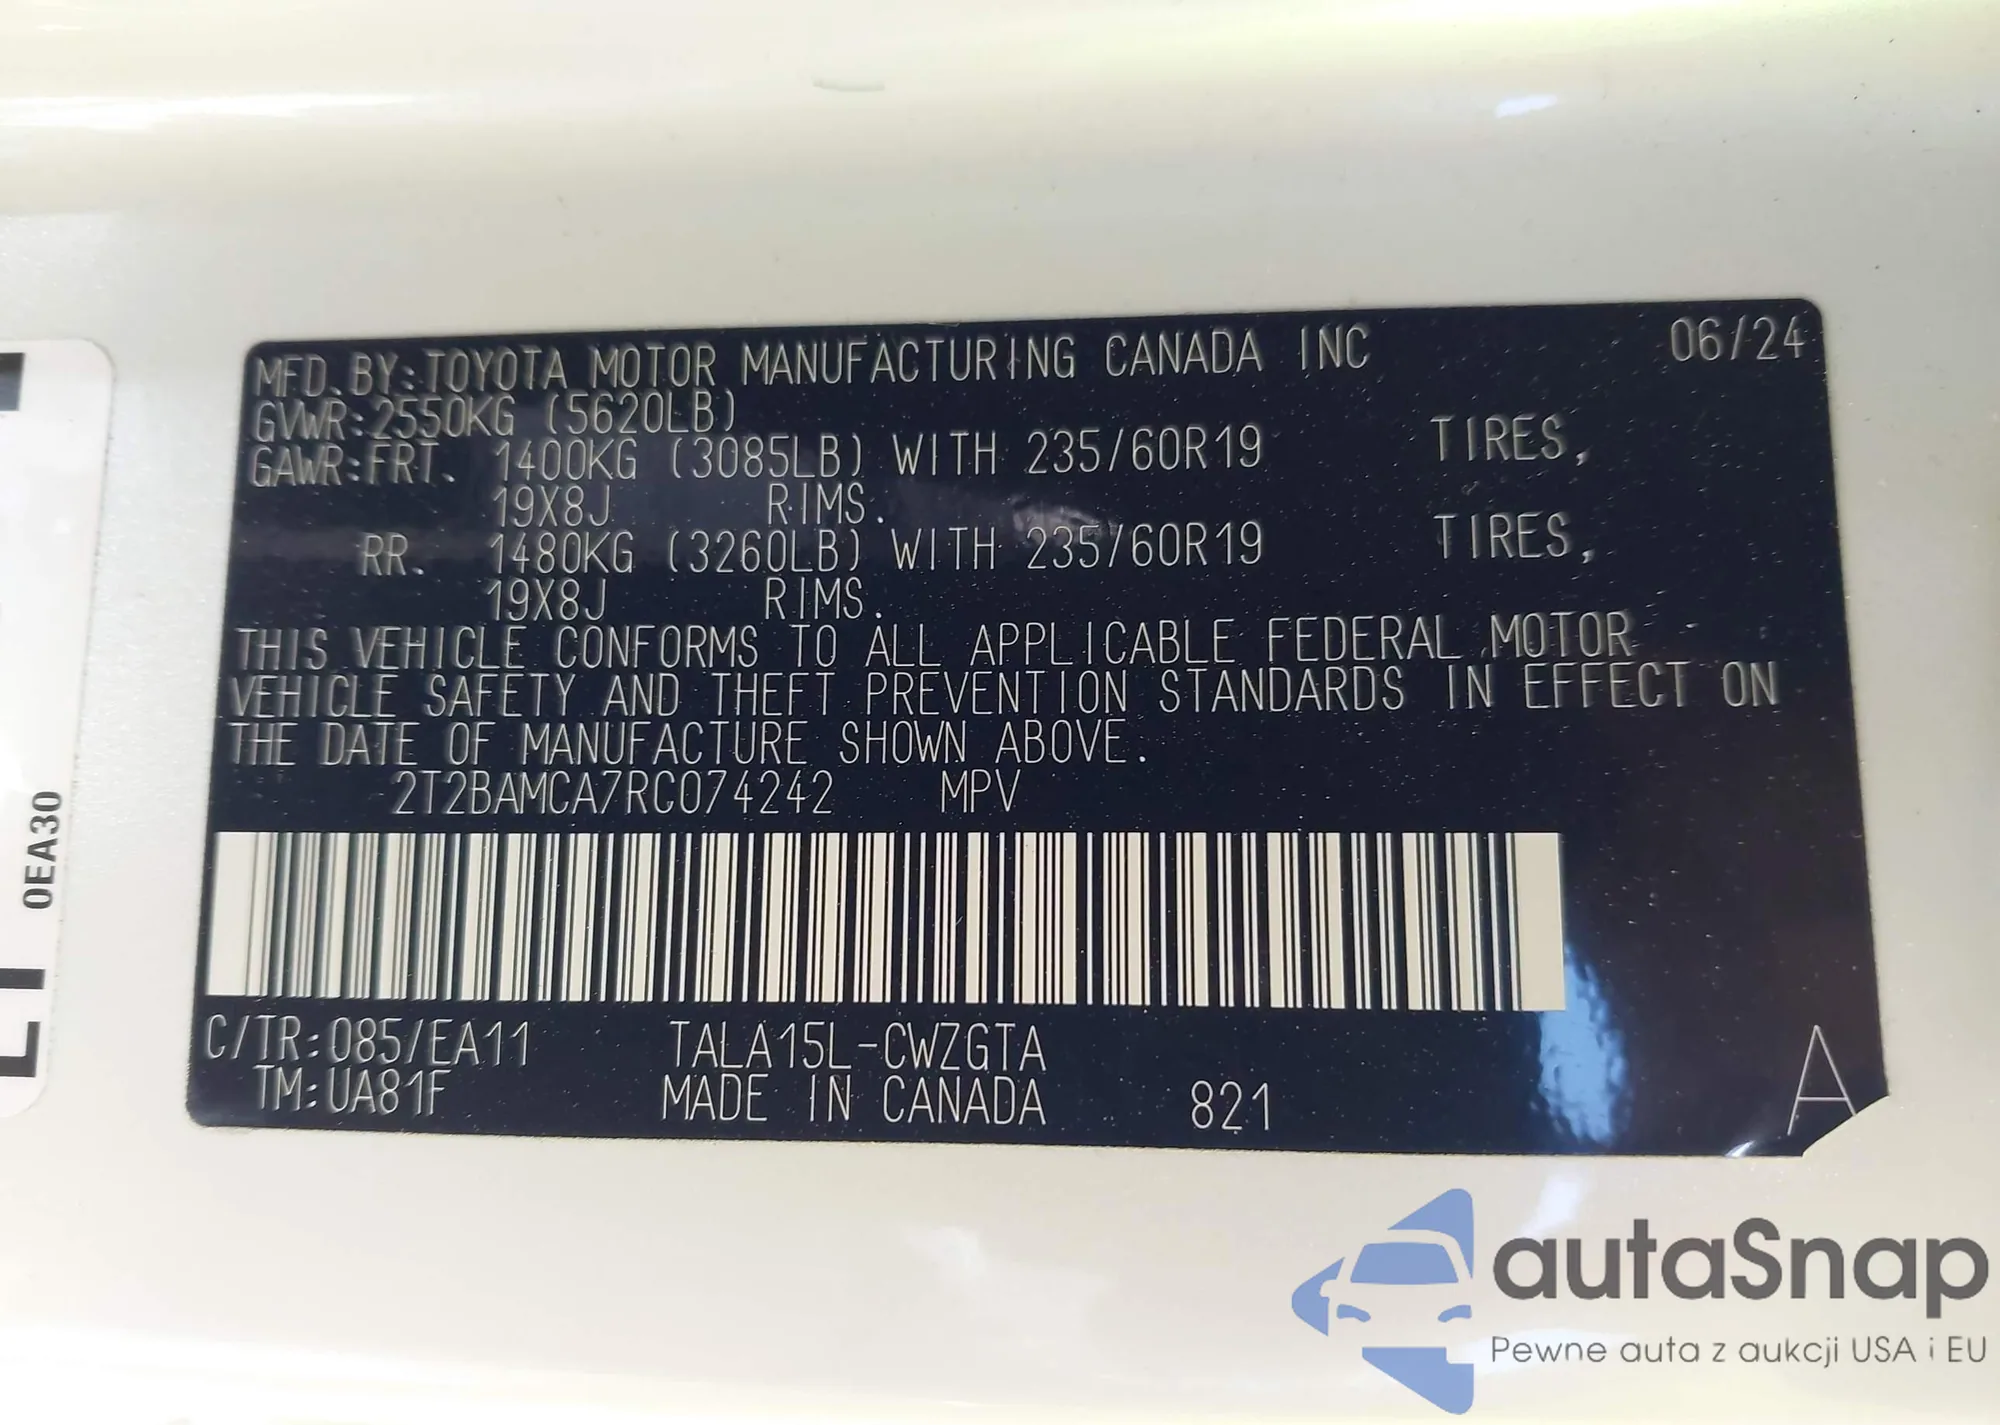 MFD. BY: TOYOTA MOTOR MANUFACTURING CANADA INC 06/24
GVWR: 2550KG (5620LB)
GAWR: FRT. 1400KG (3085LB) WITH 235/60R19 TIRES,
19X8J RIMS.
RR. 1480KG (3260LB) WITH 235/60R19 TIRES,
19X8J RIMS.
THIS VEHICLE CONFORMS TO ALL APPLICABLE FEDERAL MOTOR
VEHICLE SAFETY AND THEFT PREVENTION STANDARDS IN EFFECT ON
THE DATE OF MANUFACTURE SHOWN ABOVE.
2T2BAMCA7RC074242 MPV
C/TR: 085/EA11 TALA15L-CWZGTA
TM: UA81F MADE IN CANADA 821 A
0EA30
autaSnap
Pewne auta z aukcji USA i EU